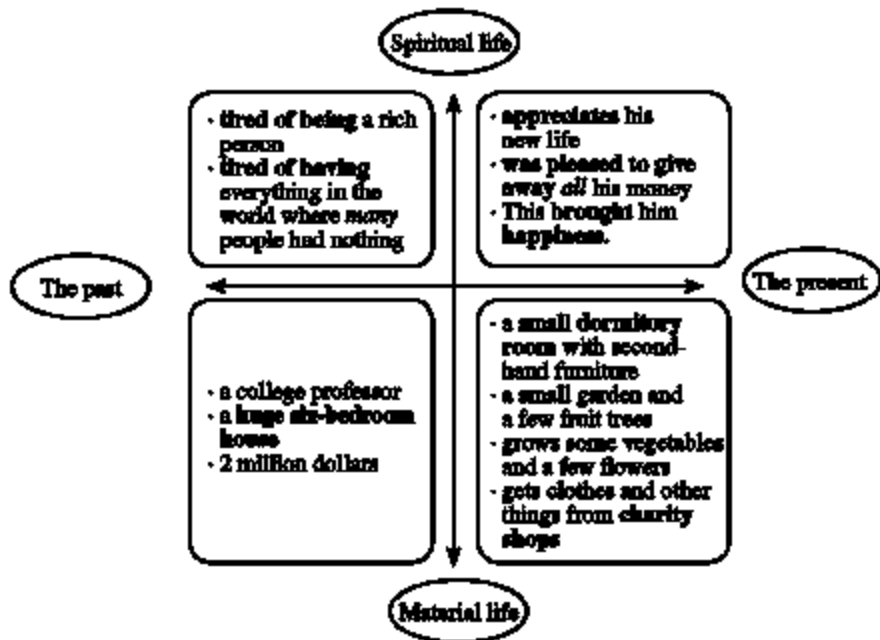 Spiritual life
· tired of being a rich
person
· tired of having
everything in the
world where many
people had nothing
· appreciates his
new life
· was pleased to give
away all his money
· This brought him
happiness.
The past
The present
· a college professor
· a huge six-bedroom
house
· 2 million dollars
· a small dormitory
room with second-
hand furniture
· a small garden and
a few fruit trees
· grows some vegetables
and a few flowers
· gets clothes and other
things from charity
shops
Material life